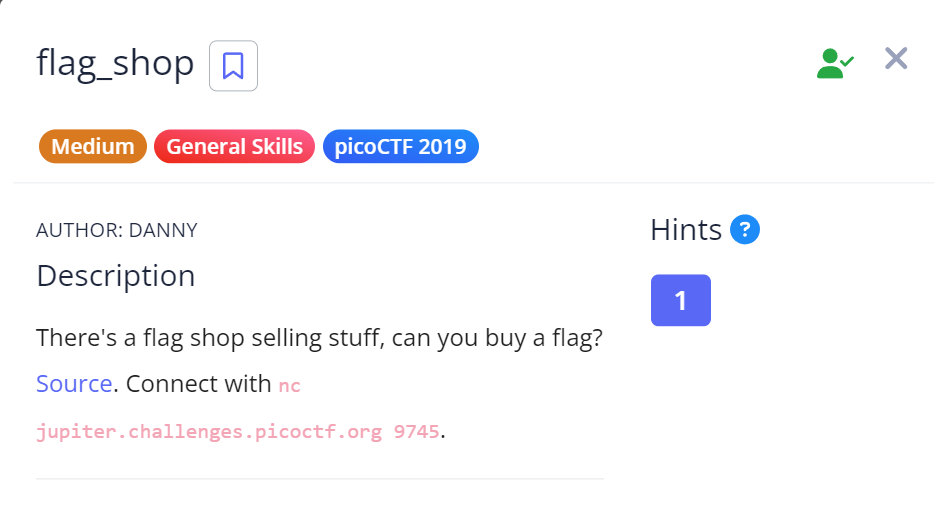 flag_shop
Medium General Skills picoCTF 2019
AUTHOR: DANNY
Description
There's a flag shop selling stuff, can you buy a flag?
Source. Connect with nc
jupiter.challenges.picoctf.org 9745.
Hints ?
1